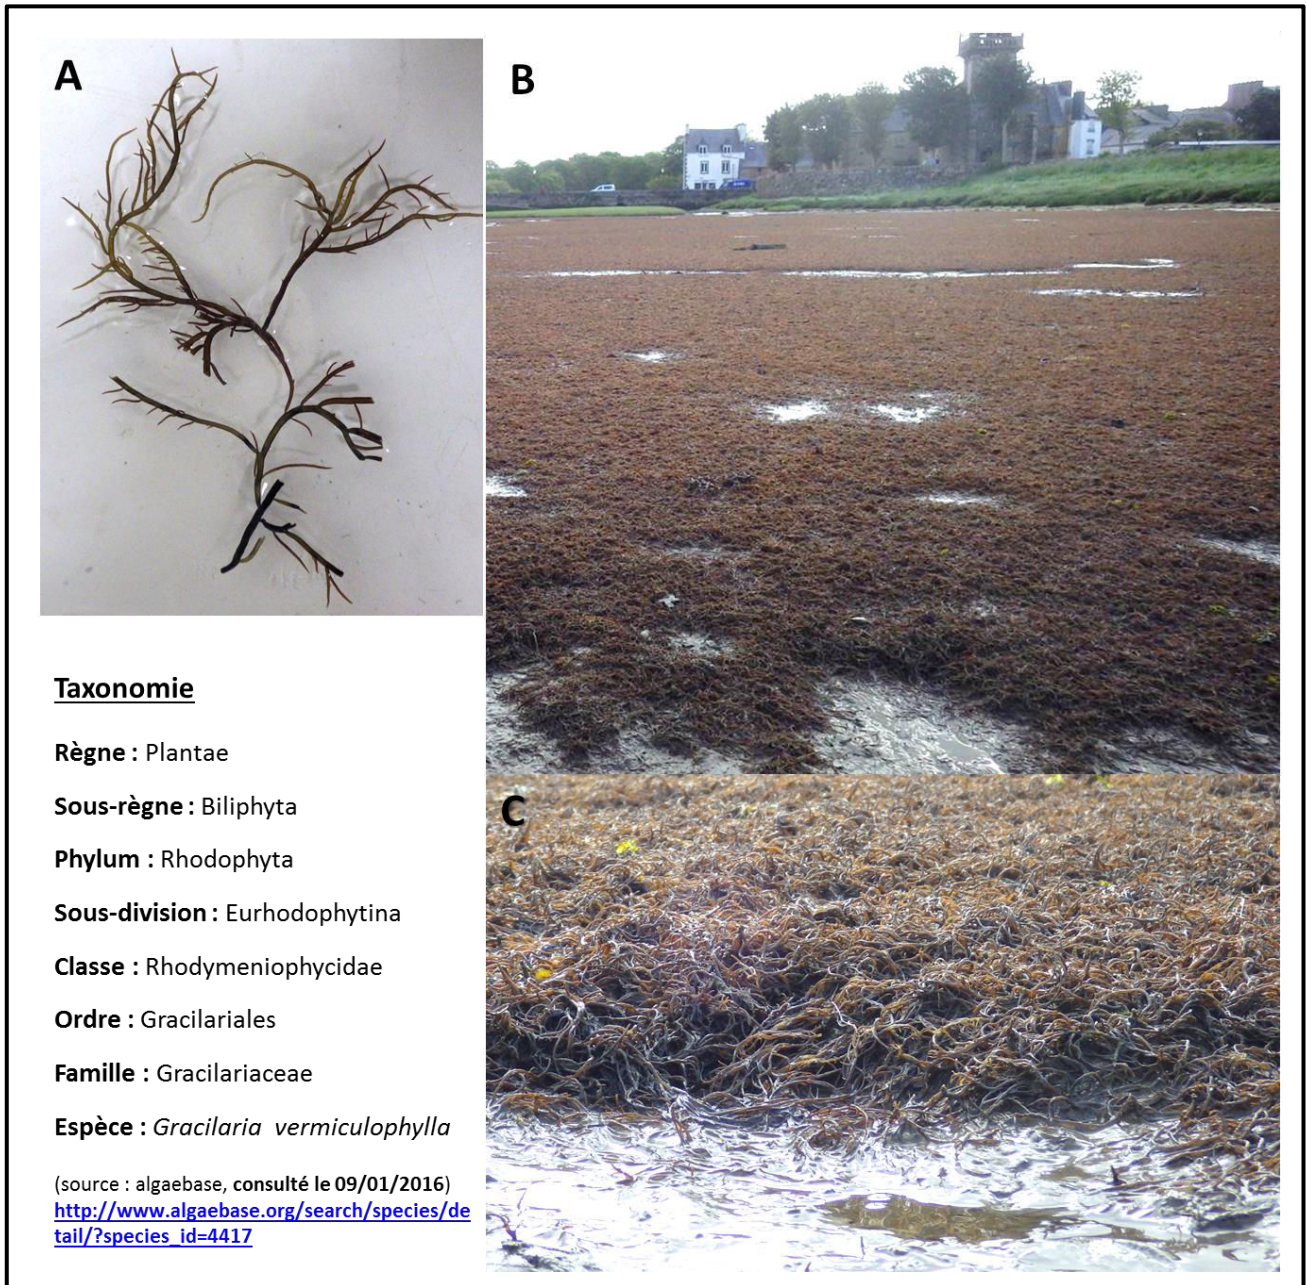 A
B
C
Taxonomie
Règne : Plantae
Sous-règne : Biliphyta
Phylum : Rhodophyta
Sous-division : Eurhodophytina
Classe : Rhodymeniophycidae
Ordre : Gracilariales
Famille : Gracilariaceae
Espèce : Gracilaria vermiculophylla
(source : algaebase, consulté le 09/01/2016)
http://www.algaebase.org/search/species/de
tail/?species_id=4417